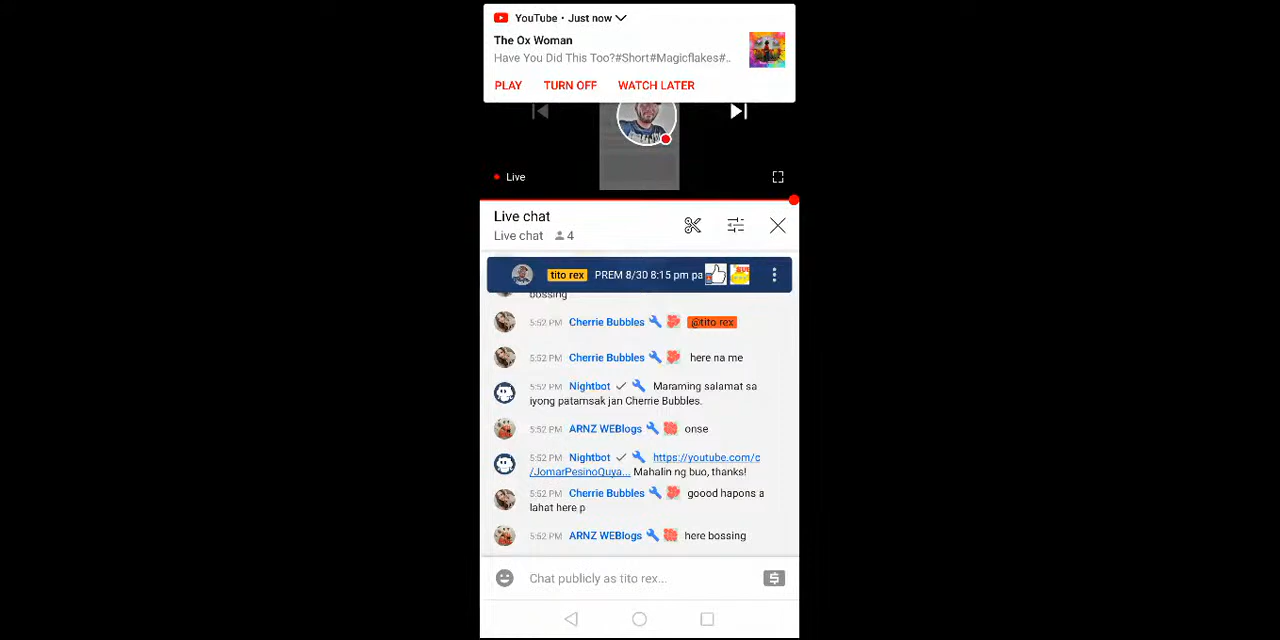 YouTube • Just now
The Ox Woman
Have You Did This Too?#Short#Magicflakes#..
PLAY TURN OFF WATCH LATER
Live
Live chat
Live chat 4
tito rex PREM 8/30 8:15 pm pa
bossing
5:52 PM Cherrie Bubbles @tito rex
5:52 PM Cherrie Bubbles here na me
5:52 PM Nightbot Maraming salamat sa
iyong patamsak jan Cherrie Bubbles.
5:52 PM ARNZ WEBlogs onse
5:52 PM Nightbot https://youtube.com/c
/JomarPesinoQuya... Mahalin ng buo, thanks!
5:52 PM Cherrie Bubbles goood hapons a
lahat here p
5:52 PM ARNZ WEBlogs here bossing
Chat publicly as tito rex...